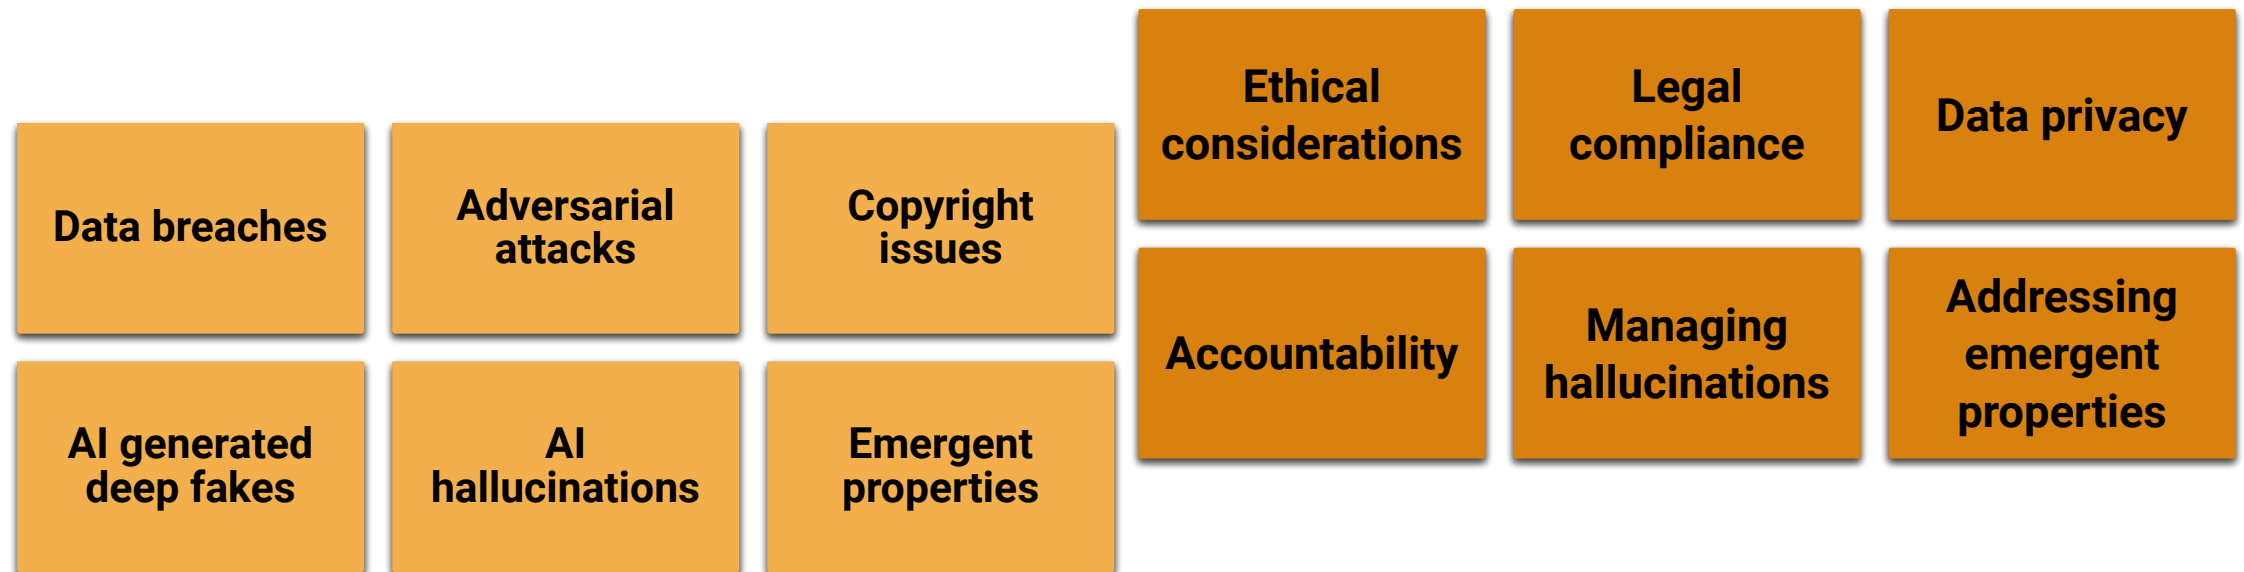 Data breaches
Adversarial
attacks
Copyright
issues
AI generated
deep fakes
AI
hallucinations
Emergent
properties
Ethical
considerations
Legal
compliance
Data privacy
Accountability
Managing
hallucinations
Addressing
emergent
properties